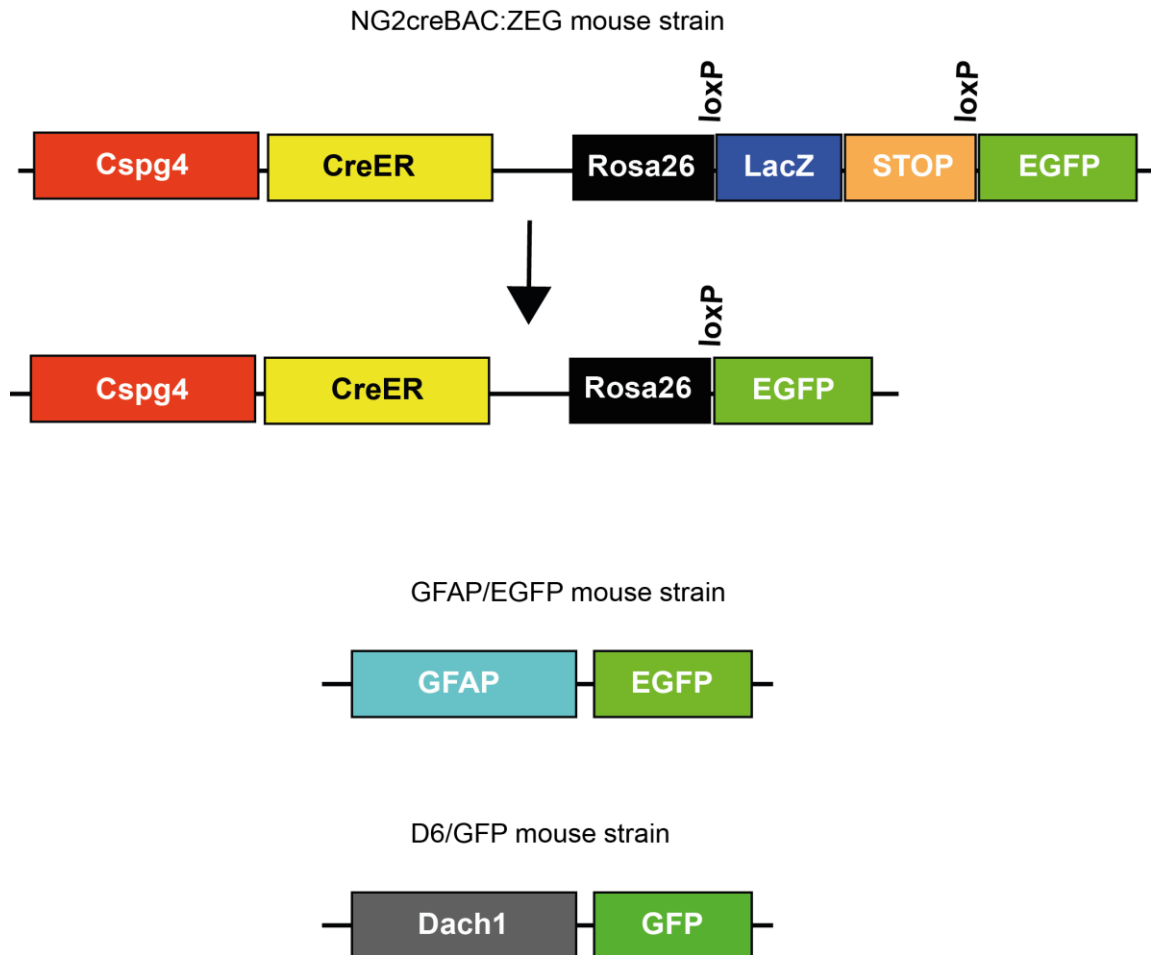 NG2creBAC:ZEG mouse strain
loxP loxP
Cspg4 CreER Rosa26 LacZ STOP EGFP
loxP
Cspg4 CreER Rosa26 EGFP
GFAP/EGFP mouse strain
GFAP EGFP
D6/GFP mouse strain
Dach1 GFP